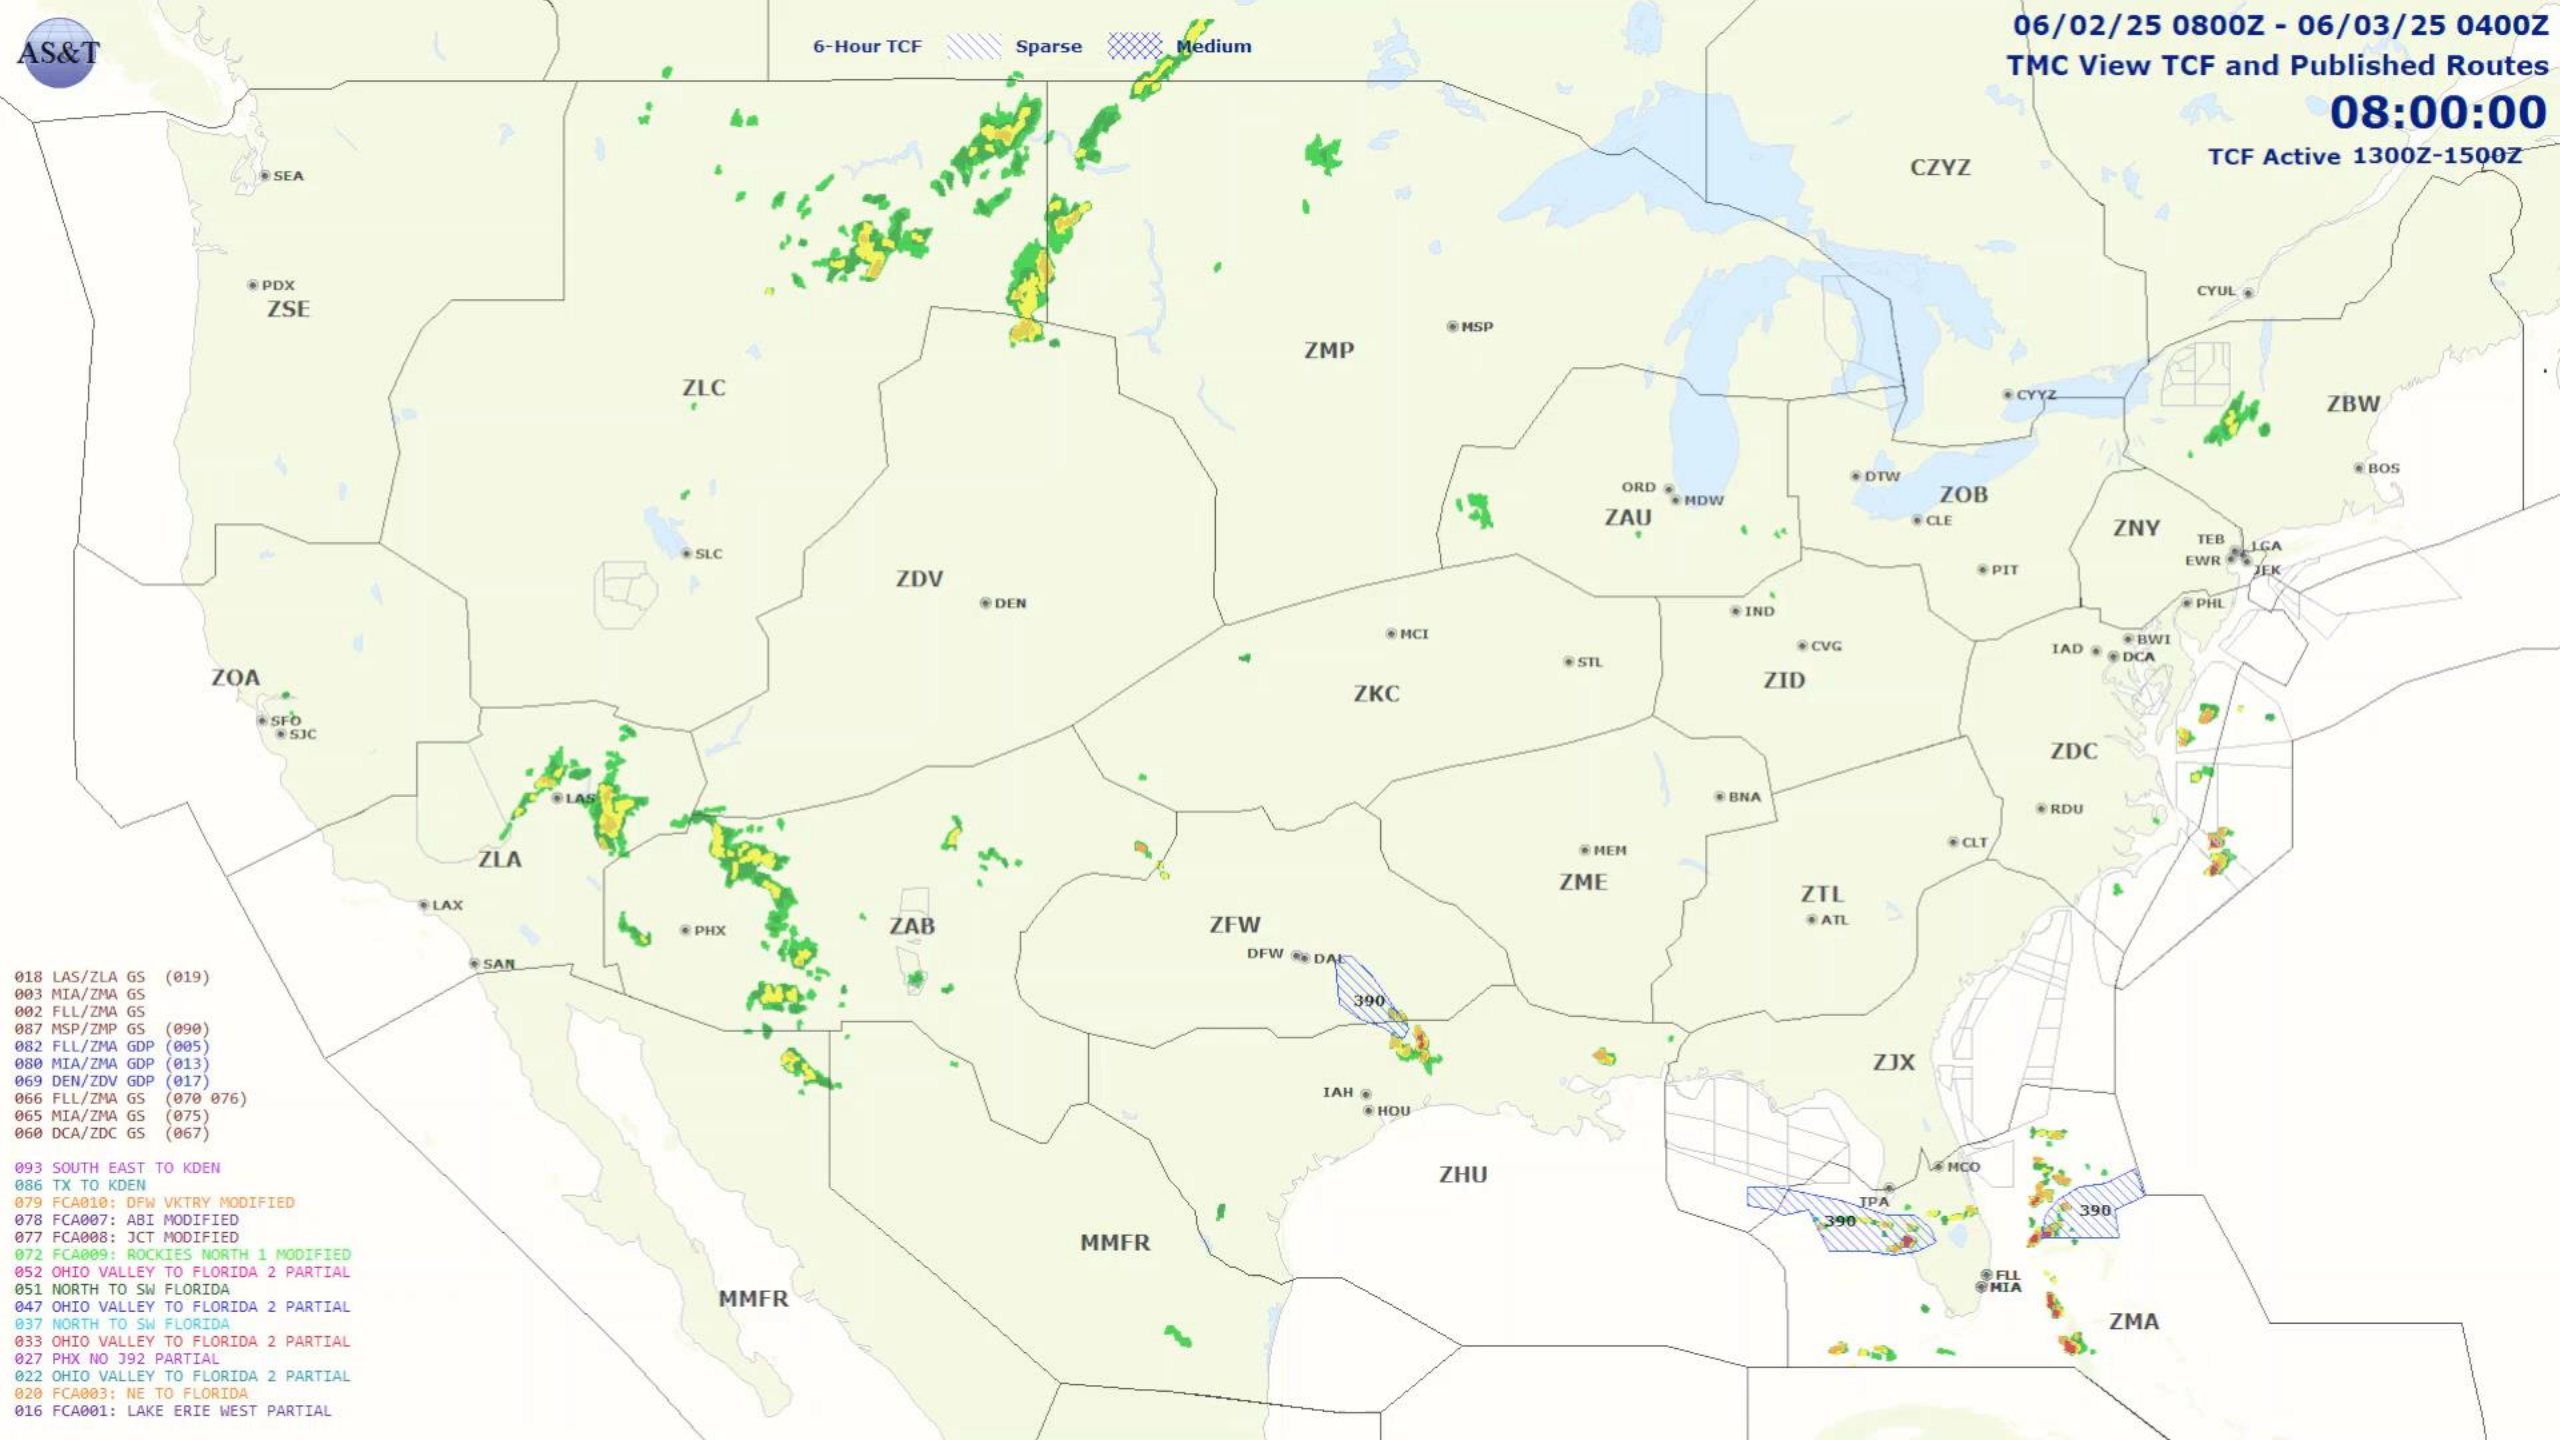 AS&T
6-Hour TCF Sparse Medium
06/02/25 0800Z - 06/03/25 0400Z
TMC View TCF and Published Routes
08:00:00
TCF Active 1300Z-1500Z
CZYZ
SEA
PDX
ZSE
CYUL
MSP
ZMP
ZLC
CYYZ
ZBW
BOS
DTW
ORD
MDW
ZOB
ZAU
CLE
ZNY
TEB
LGA
EWR
JFK
SLC
PIT
ZDV
DEN
PHL
IND
MCI
BWI
CVG
IAD
DCA
STL
ZOA
ZID
ZKC
SFO
SJC
ZDC
LAS
BNA
RDU
CLT
MEM
ZLA
ZME
ZTL
LAX
ATL
PHX
ZAB
ZFW
DFW
DAL
SAN
390
ZJX
IAH
HOU
MCO
ZHU
TPA
390
390
MMFR
FLL
MIA
MMFR
ZMA
018 LAS/ZLA GS (019)
003 MIA/ZMA GS
002 FLL/ZMA GS
087 MSP/ZMP GS (090)
082 FLL/ZMA GDP (005)
080 MIA/ZMA GDP (013)
069 DEN/ZDV GDP (017)
066 FLL/ZMA GS (070 076)
065 MIA/ZMA GS (075)
060 DCA/ZDC GS (067)
093 SOUTH EAST TO KDEN
086 TX TO KDEN
079 FCA010: DFW VKTRY MODIFIED
078 FCA007: ABI MODIFIED
077 FCA008: JCT MODIFIED
072 FCA009: ROCKIES NORTH 1 MODIFIED
052 OHIO VALLEY TO FLORIDA 2 PARTIAL
051 NORTH TO SW FLORIDA
047 OHIO VALLEY TO FLORIDA 2 PARTIAL
037 NORTH TO SW FLORIDA
033 OHIO VALLEY TO FLORIDA 2 PARTIAL
027 PHX NO J92 PARTIAL
022 OHIO VALLEY TO FLORIDA 2 PARTIAL
020 FCA003: NE TO FLORIDA
016 FCA001: LAKE ERIE WEST PARTIAL